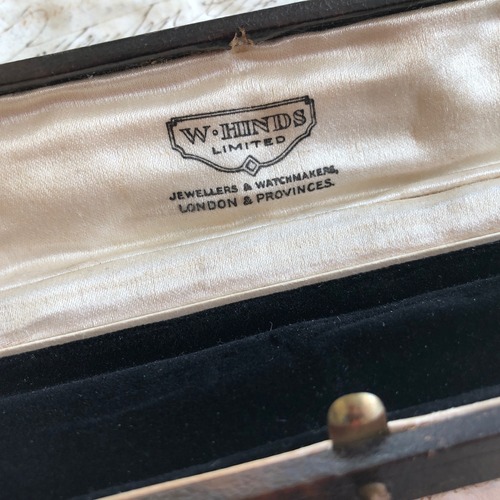 W·HINDS
LIMITED
JEWELLERS & WATCHMAKERS,
LONDON & PROVINCES.